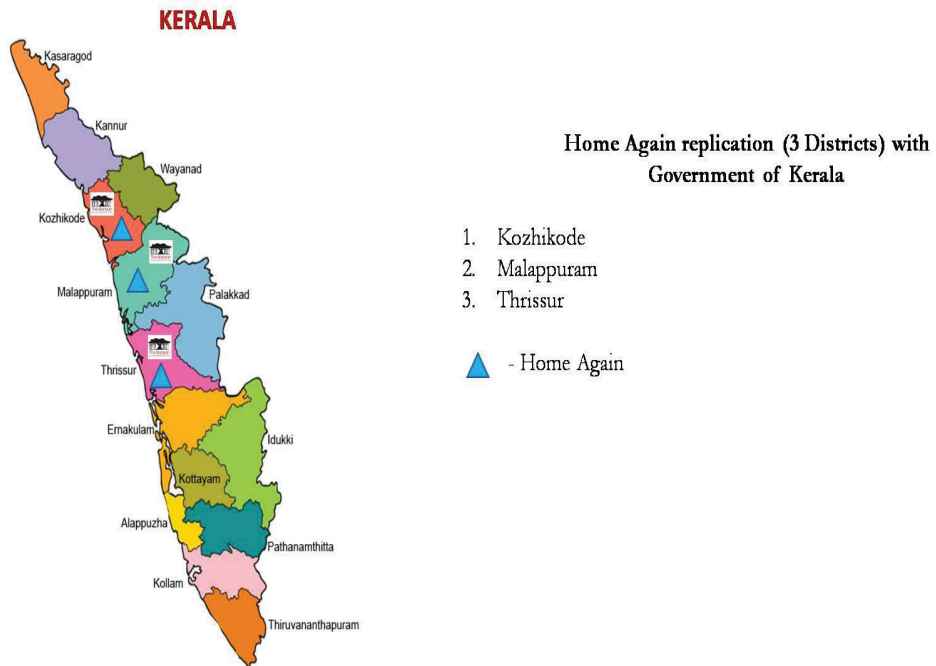 KERALA
Kasaragod
Kannur
Wayanad
Kozhikode
Malappuram
Palakkad
Thrissur
Ernakulam
Idukki
Kottayam
Alappuzha
Pathanamthitta
Kollam
Thiruvananthapuram
Home Again replication (3 Districts) with
Government of Kerala
1. Kozhikode
2. Malappuram
3. Thrissur
- Home Again